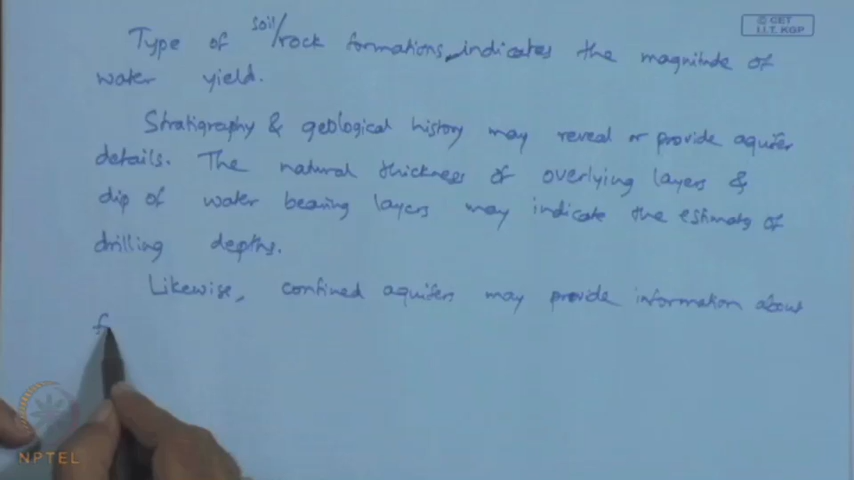 © CET
I.I.T. KGP
Type of soil/rock formations, indicates the magnitude of
water yield.
Stratigraphy & geological history may reveal or provide aquifer
details. The natural thickness of overlying layers &
dip of water bearing layers may indicate the estimate of
drilling depths.
Likewise, confined aquifers may provide information about
f
NPTEL